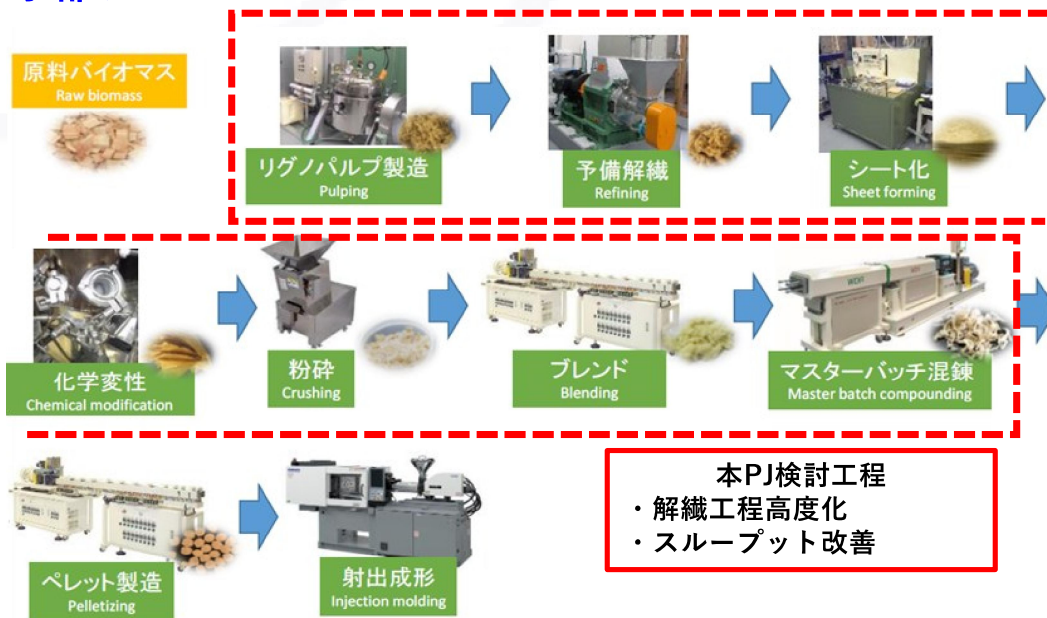 原料バイオマス
Raw biomass
リグノパルプ製造
Pulping
予備解繊
Refining
シート化
Sheet forming
化学変性
Chemical modification
粉砕
Crushing
ブレンド
Blending
マスターバッチ混錬
Master batch compounding
ペレット製造
Pelletizing
射出成形
Injection molding
本PJ検討工程
・解繊工程高度化
・スループット改善